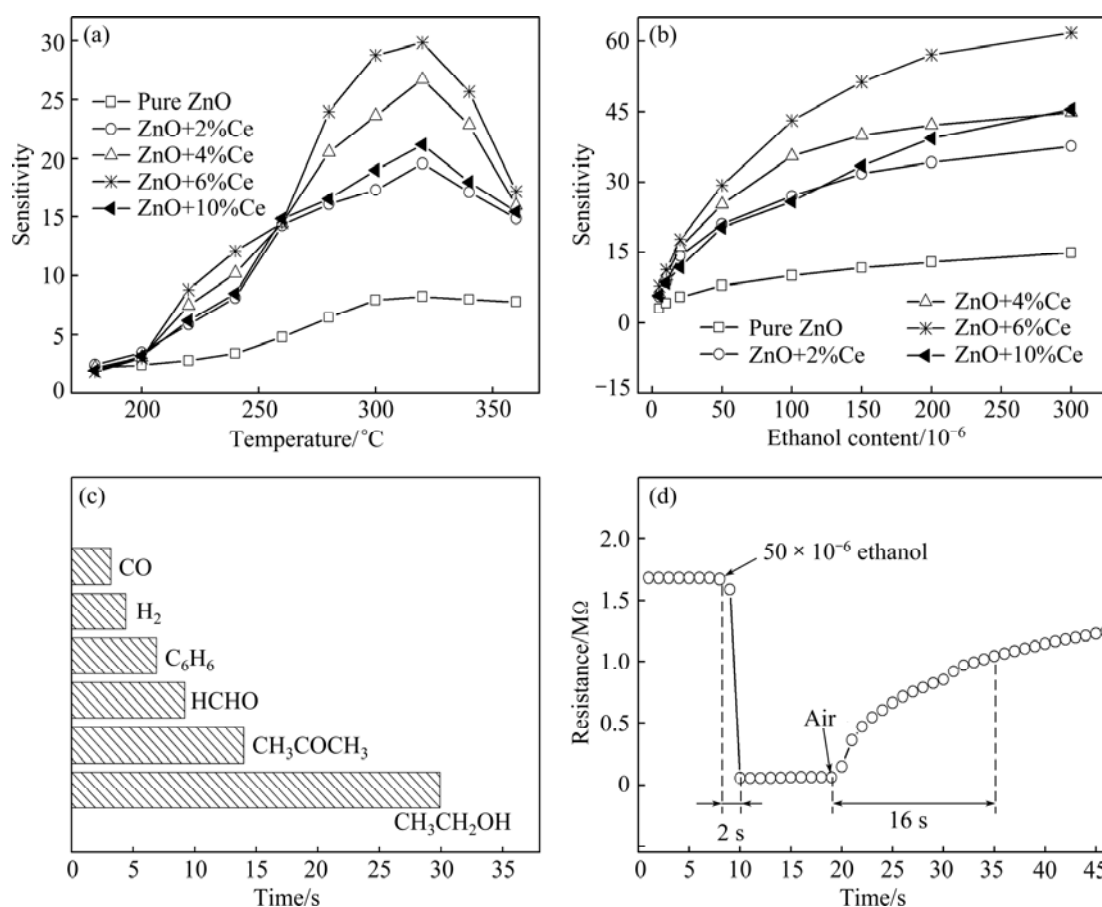 (a)
30
25
20
15
10
5
0
Sensitivity
Pure ZnO
ZnO+2%Ce
ZnO+4%Ce
ZnO+6%Ce
ZnO+10%Ce
200 250 300 350
Temperature/°C
(b)
60
45
30
15
0
−15
Sensitivity
Pure ZnO
ZnO+2%Ce
ZnO+4%Ce
ZnO+6%Ce
ZnO+10%Ce
0 50 100 150 200 250 300
Ethanol content/10⁻⁶
(c)
CO
H₂
C₆H₆
HCHO
CH₃COCH₃
CH₃CH₂OH
0 5 10 15 20 25 30 35
Time/s
(d)
2.0
1.5
1.0
0.5
0
Resistance/MΩ
50 × 10⁻⁶ ethanol
Air
2 s
16 s
0 5 10 15 20 25 30 35 40 45
Time/s